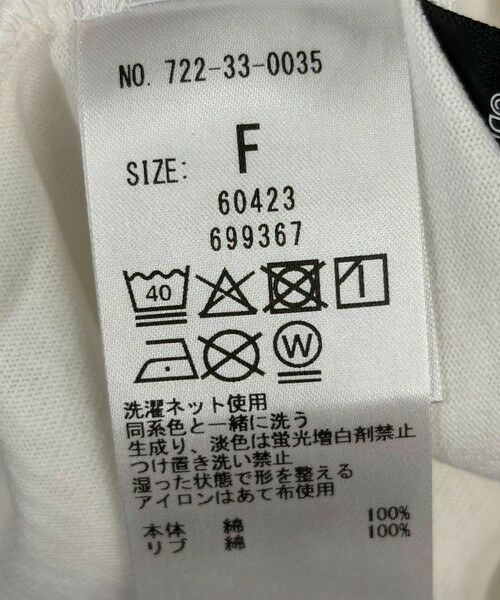 NO. 722-33-0035
SIZE: F
60423
699367
40
W
洗濯ネット使用
同系色と一緒に洗う
生成り、淡色は蛍光増白剤禁止
つけ置き洗い禁止
湿った状態で形を整える
アイロンはあて布使用
本体 綿 100%
リブ 綿 100%